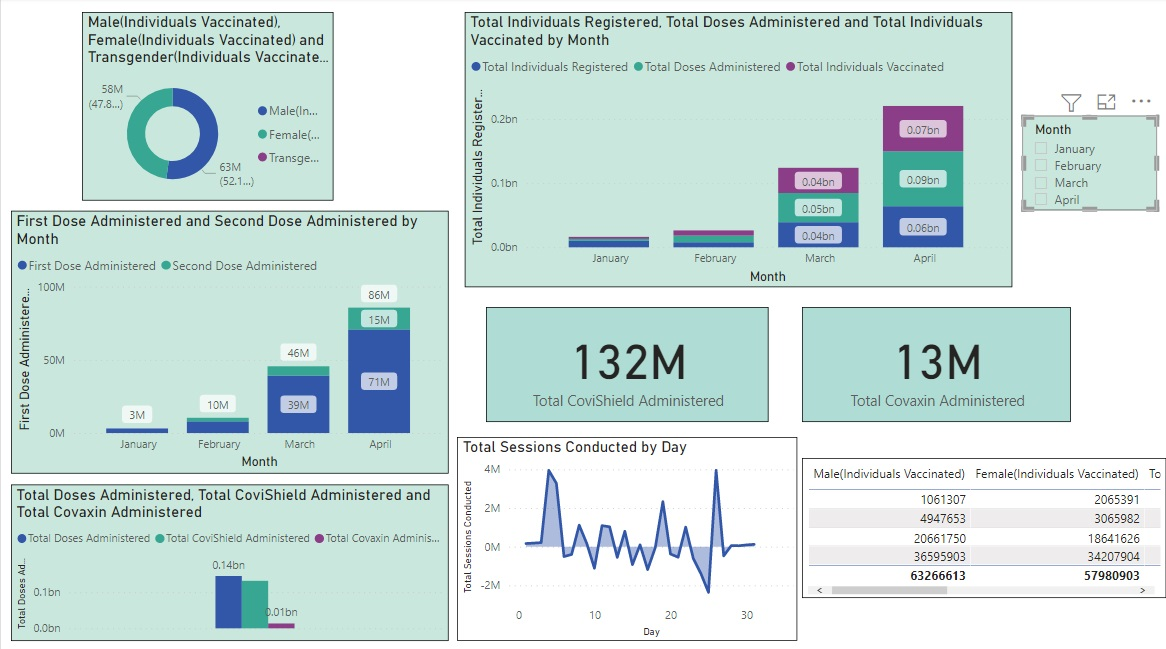 Male(Individuals Vaccinated),
Female(Individuals Vaccinated) and
Transgender(Individuals Vaccinate...
58M
(47.8...)
63M
(52.1...)
Male(In...
Female(...
Transge...
Total Individuals Registered, Total Doses Administered and Total Individuals
Vaccinated by Month
Total Individuals Registered Total Doses Administered Total Individuals Vaccinated
Total Individuals Register...
0.2bn
0.1bn
0.0bn
0.04bn
0.05bn
0.04bn
0.07bn
0.09bn
0.06bn
January February March April
Month
Month
January
February
March
April
First Dose Administered and Second Dose Administered by
Month
First Dose Administered Second Dose Administered
First Dose Administere...
100M
50M
0M
3M
10M
46M
39M
86M
15M
71M
January February March April
Month
132M
Total CoviShield Administered
13M
Total Covaxin Administered
Total Doses Administered, Total CoviShield Administered and
Total Covaxin Administered
Total Doses Administered Total CoviShield Administered Total Covaxin Adminis...
Total Doses Ad...
0.1bn
0.0bn
0.14bn
0.01bn
Total Sessions Conducted by Day
Total Sessions Conducted
4M
2M
0M
-2M
0 10 20 30
Day
Male(Individuals Vaccinated) Female(Individuals Vaccinated) To
1061307 2065391
4947653 3065982
20661750 18641626
36595903 34207904
63266613 57980903